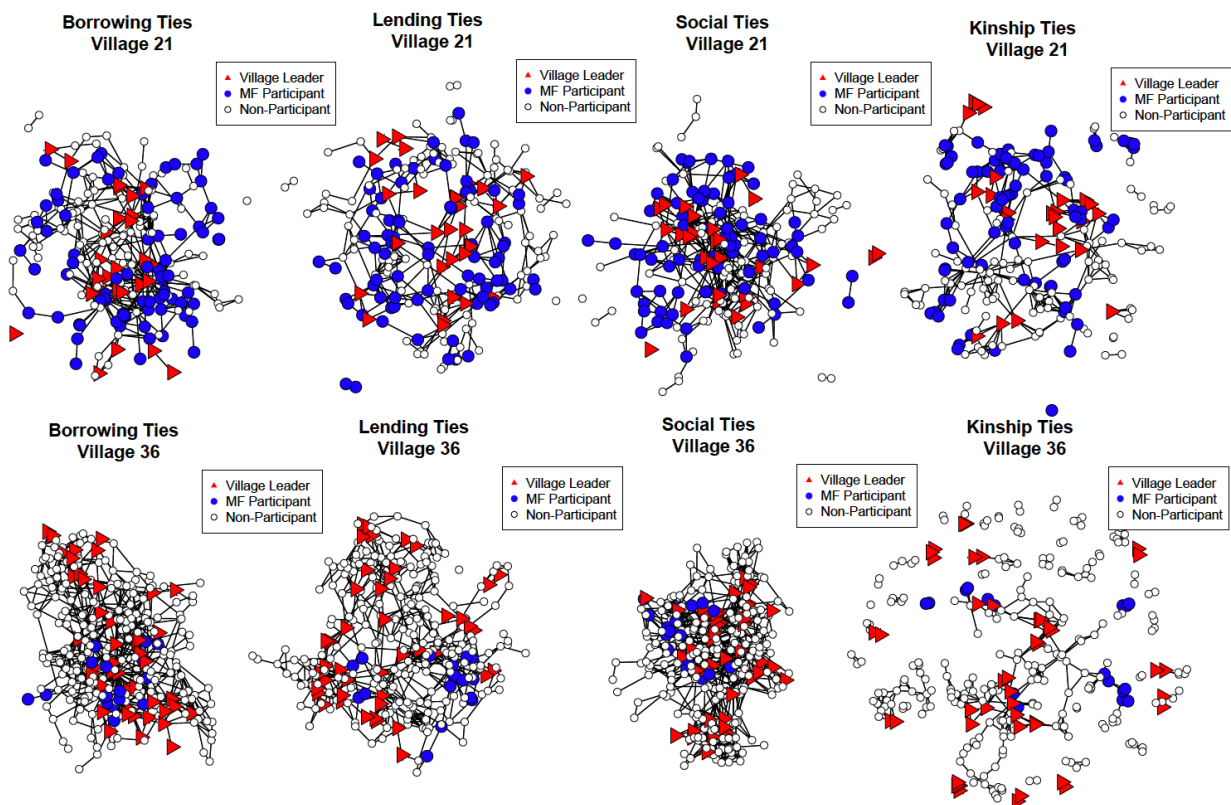 Borrowing Ties
Village 21
Village Leader
MF Participant
Non-Participant
Lending Ties
Village 21
Village Leader
MF Participant
Non-Participant
Social Ties
Village 21
Village Leader
MF Participant
Non-Participant
Kinship Ties
Village 21
Village Leader
MF Participant
Non-Participant
Borrowing Ties
Village 36
Village Leader
MF Participant
Non-Participant
Lending Ties
Village 36
Village Leader
MF Participant
Non-Participant
Social Ties
Village 36
Village Leader
MF Participant
Non-Participant
Kinship Ties
Village 36
Village Leader
MF Participant
Non-Participant